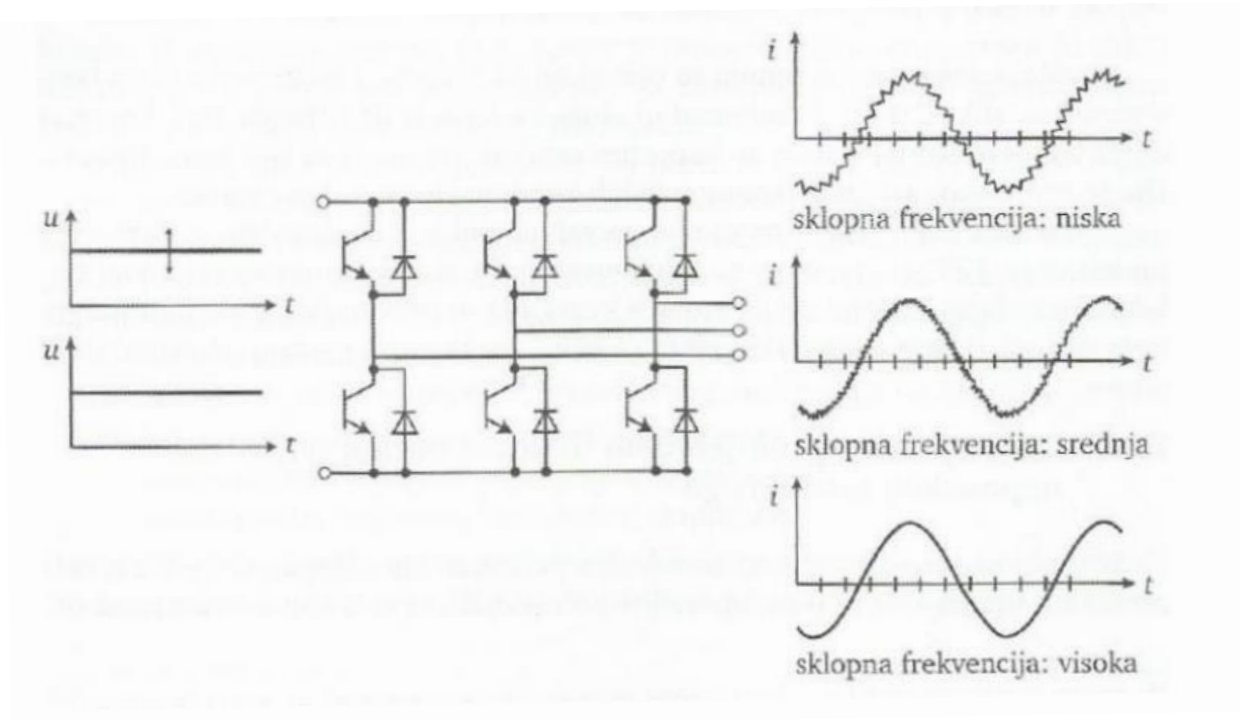 u
t
u
t
i
t
sklopna frekvencija: niska
i
t
sklopna frekvencija: srednja
i
t
sklopna frekvencija: visoka